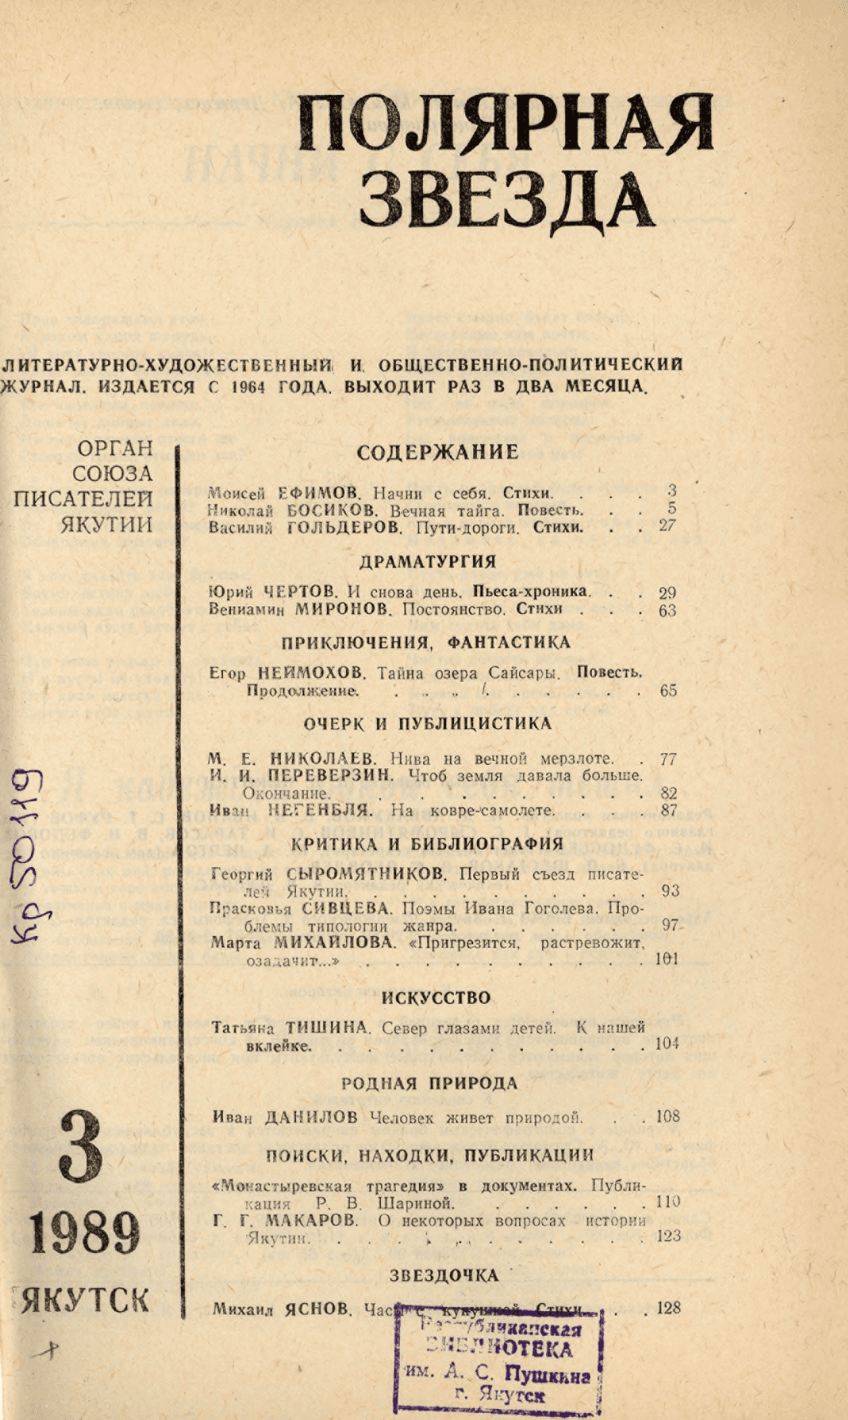 ПОЛЯРНАЯ
ЗВЕЗДА
ЛИТЕРАТУРНО-ХУДОЖЕСТВЕННЫЙ И ОБЩЕСТВЕННО-ПОЛИТИЧЕСКИЙ
ЖУРНАЛ. ИЗДАЕТСЯ С 1964 ГОДА. ВЫХОДИТ РАЗ В ДВА МЕСЯЦА.
ОРГАН
СОЮЗА
ПИСАТЕЛЕЙ
ЯКУТИИ
СОДЕРЖАНИЕ
Моисей ЕФИМОВ. Начни с себя. Стихи. . . . 3
Николай БОСИКОВ. Вечная тайга. Повесть. . . 5
Василий ГОЛЬДЕРОВ. Пути-дороги. Стихи. . . 27
ДРАМАТУРГИЯ
Юрий ЧЕРТОВ. И снова день. Пьеса-хроника. . . 29
Вениамин МИРОНОВ. Постоянство. Стихи . . . 63
ПРИКЛЮЧЕНИЯ, ФАНТАСТИКА
Егор НЕЙМОХОВ. Тайна озера Сайсары. Повесть.
Продолжение. . . . . . . . . 65
ОЧЕРК И ПУБЛИЦИСТИКА
М. Е. НИКОЛАЕВ. Нива на вечной мерзлоте. . 77
И. И. ПЕРЕВЕРЗИН. Чтоб земля давала больше.
Окончание. . . . . . . . . . 82
Иван НЕГЕНБЛЯ. На ковре-самолете. . . . 87
КРИТИКА И БИБЛИОГРАФИЯ
Георгий СЫРОМЯТНИКОВ. Первый съезд писате-
лей Якутии. . . . . . . . . . 93
Прасковья СИВЦЕВА. Поэмы Ивана Гоголева. Про-
блемы типологии жанра. . . . . . . 97
Марта МИХАЙЛОВА. «Пригрезится, растревожит,
озадачит...» . . . . . . . . . . 101
ИСКУССТВО
Татьяна ТИШИНА. Север глазами детей. К нашей
вклейке. . . . . . . . . . . 104
РОДНАЯ ПРИРОДА
Иван ДАНИЛОВ Человек живет природой. . . 108
ПОИСКИ, НАХОДКИ, ПУБЛИКАЦИИ
«Монастыревская трагедия» в документах. Публи-
кация Р. В. Шариной. . . . . . . 110
Г. Г. МАКАРОВ. О некоторых вопросах истории
Якутии. . . . . . . . . . . 123
ЗВЕЗДОЧКА
Михаил ЯСНОВ. Часы с кукушкой. Стихи. . . 128
Кр 50119
3
1989
ЯКУТСК
Республиканская
БИБЛИОТЕКА
им. А. С. Пушкина
г. Якутск